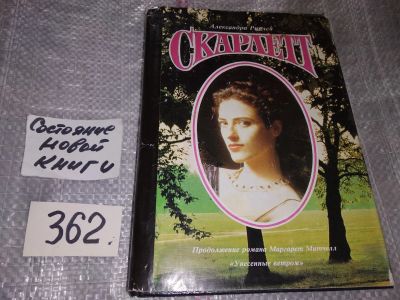 Александра Риплей
СКАРЛЕТТ
Состояние
новой
книги
362.
Продолжение романа Маргарет Митчелл
«Унесенные ветром»